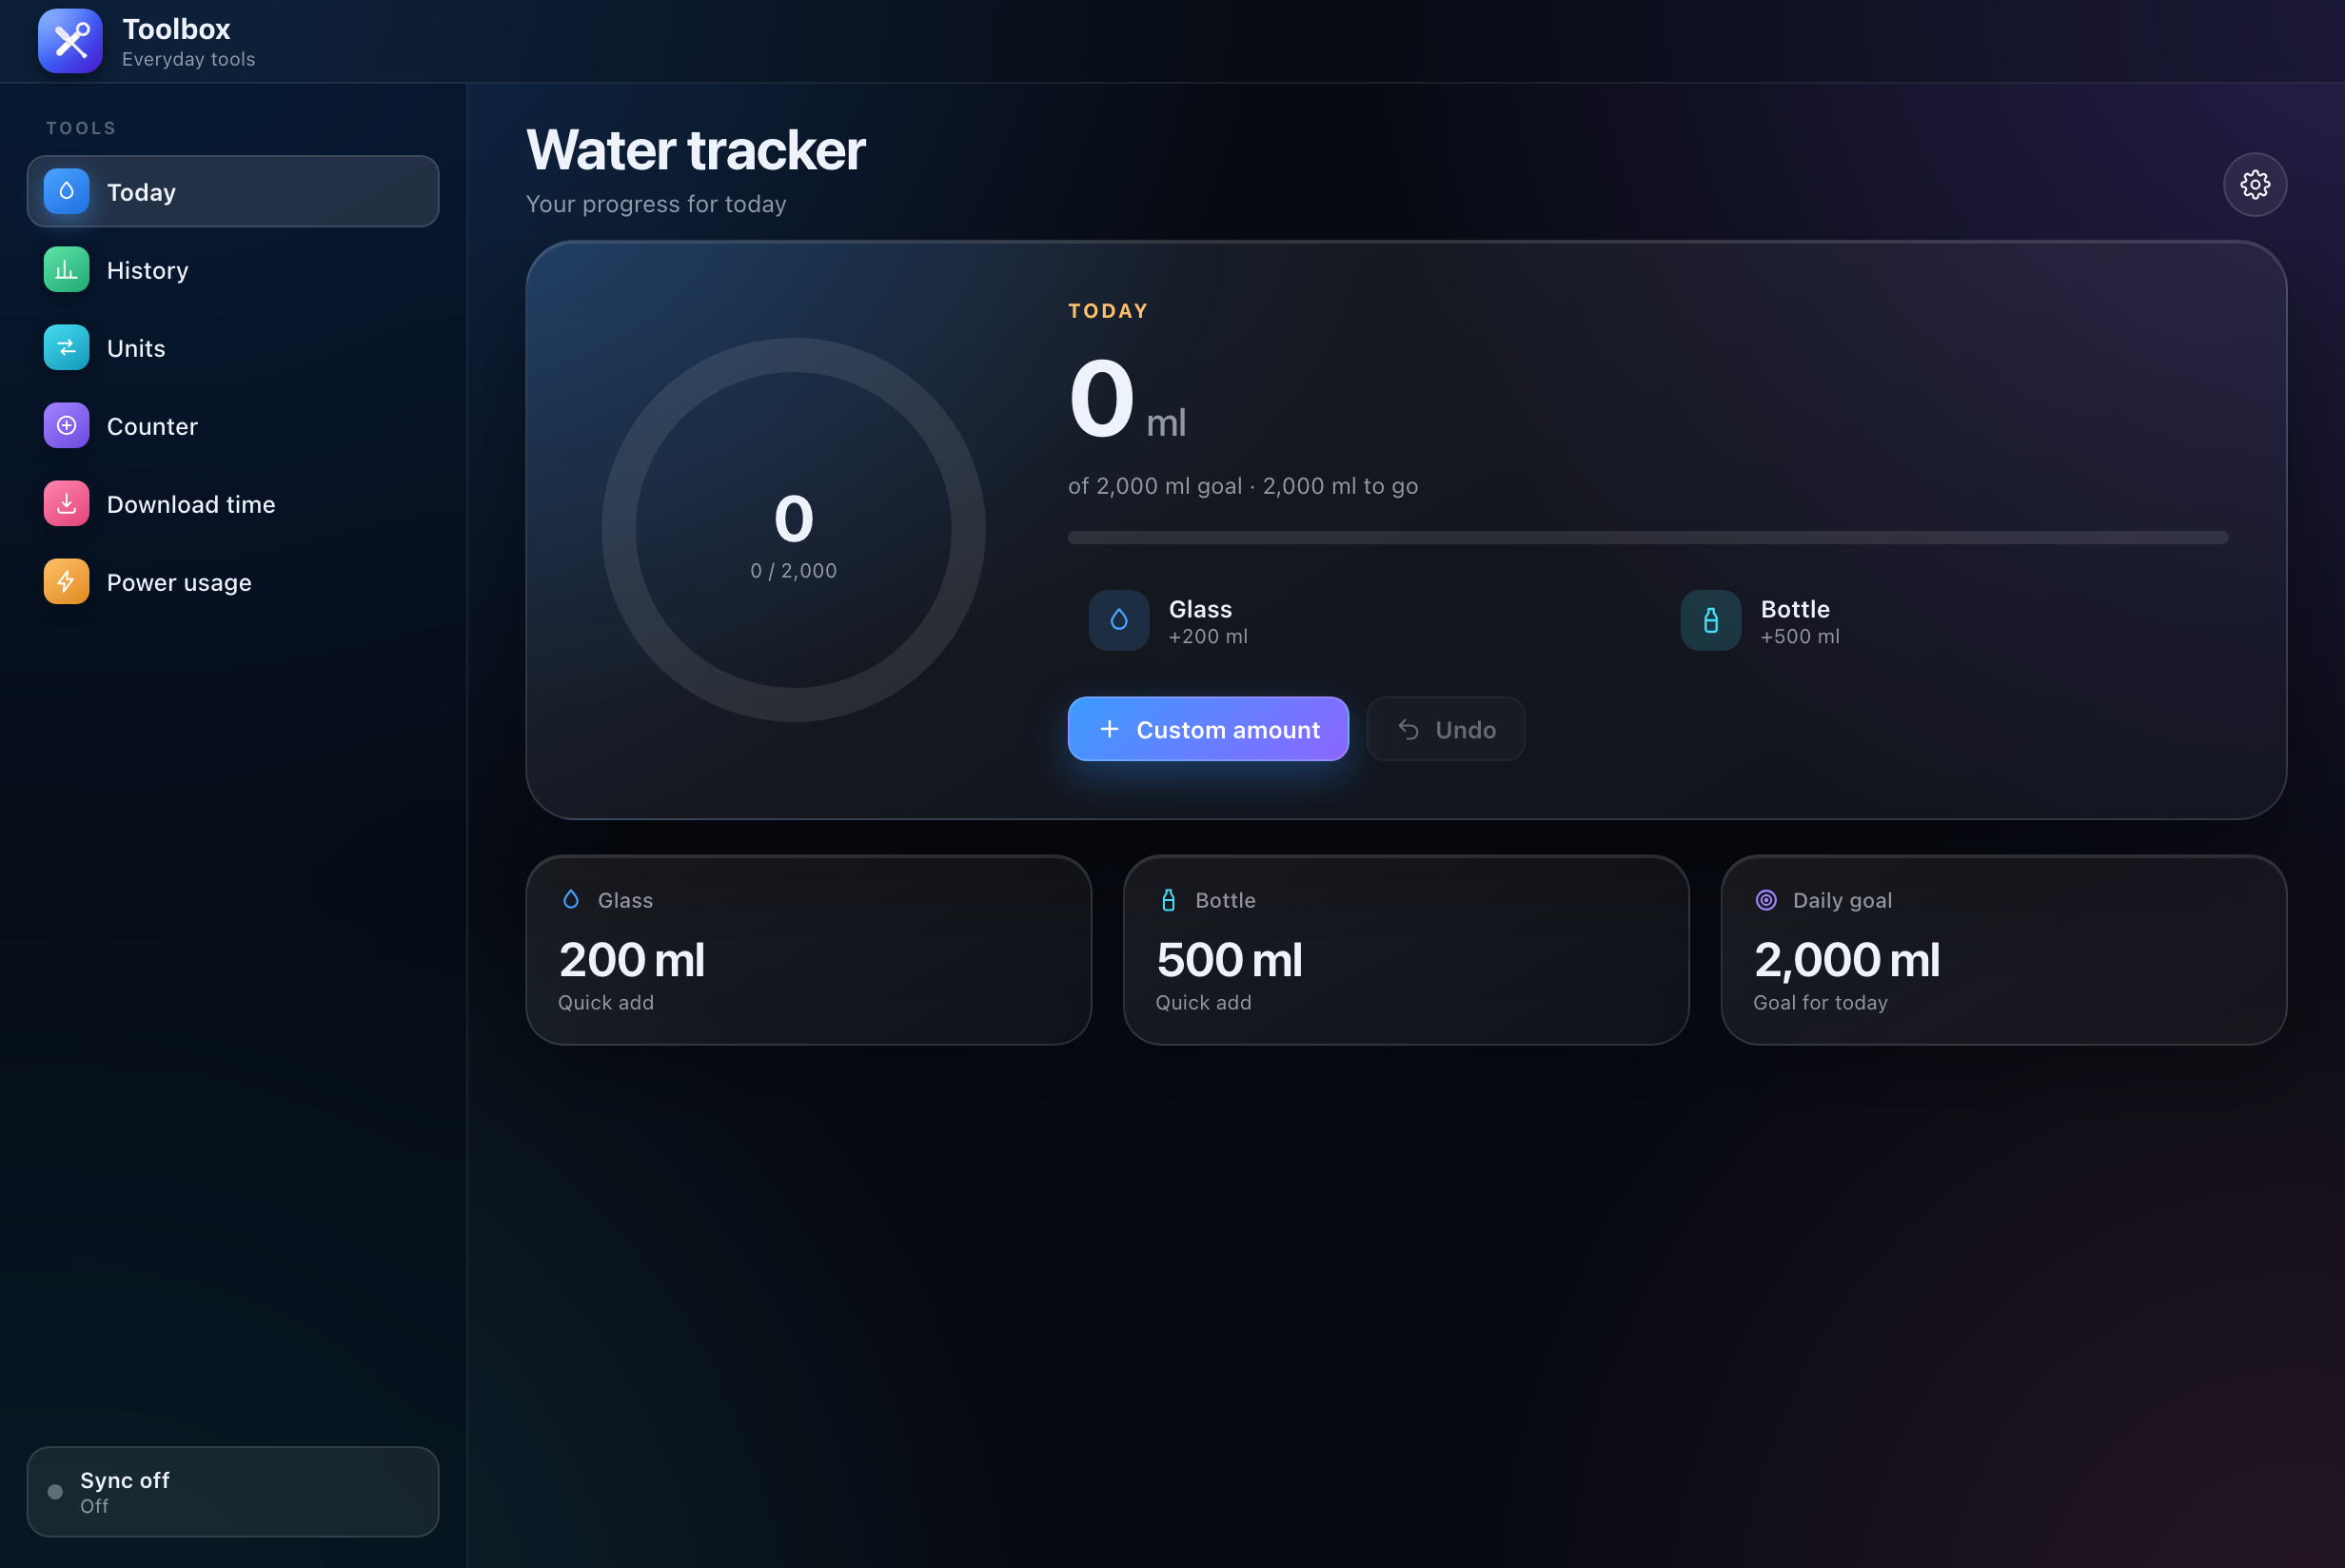 Toolbox
Everyday tools
TOOLS
Today
History
Units
Counter
Download time
Power usage
Sync off
Off
Water tracker
Your progress for today
0
0 / 2,000
TODAY
0 ml
of 2,000 ml goal · 2,000 ml to go
Glass
+200 ml
Bottle
+500 ml
Custom amount
Undo
Glass
200 ml
Quick add
Bottle
500 ml
Quick add
Daily goal
2,000 ml
Goal for today